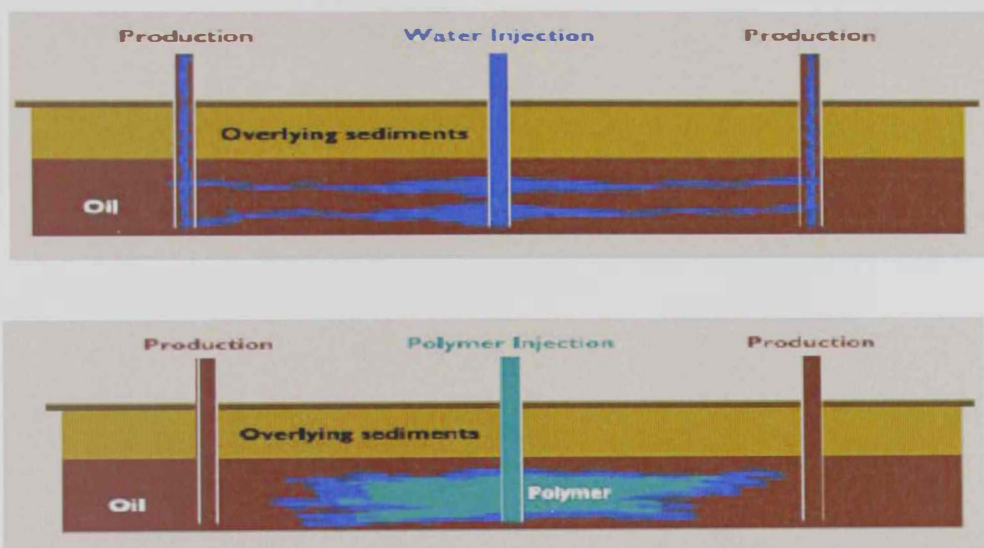 Production Water Injection Production
Overlying sediments
Oil
Production Polymer Injection Production
Overlying sediments
Polymer
Oil